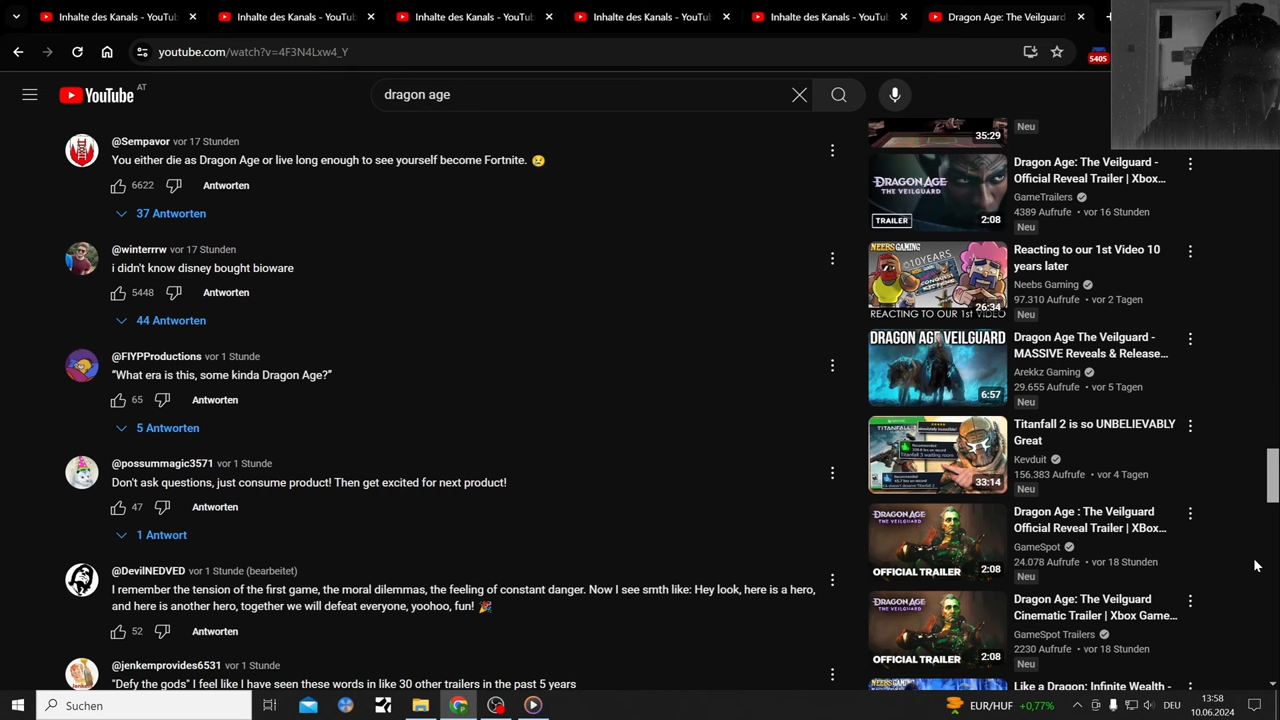 Inhalte des Kanals - YouTub
Inhalte des Kanals - YouTub
Inhalte des Kanals - YouTub
Inhalte des Kanals - YouTub
Inhalte des Kanals - YouTub
Dragon Age: The Veilguard
youtube.com/watch?v=4F3N4Lxw4_Y
5405
YouTube AT
dragon age
@Sempavor vor 17 Stunden
You either die as Dragon Age or live long enough to see yourself become Fortnite. 😢
6622 Antworten
37 Antworten
@winterrrw vor 17 Stunden
i didn't know disney bought bioware
5448 Antworten
44 Antworten
@FIYPProductions vor 1 Stunde
“What era is this, some kinda Dragon Age?”
65 Antworten
5 Antworten
@possummagic3571 vor 1 Stunde
Don't ask questions, just consume product! Then get excited for next product!
47 Antworten
1 Antwort
@DevilNEDVED vor 1 Stunde (bearbeitet)
I remember the tension of the first game, the moral dilemmas, the feeling of constant danger. Now I see smth like: Hey look, here is a hero,
and here is another hero, together we will defeat everyone, yoohoo, fun! 🎉
52 Antworten
@jenkemprovides6531 vor 1 Stunde
"Defy the gods" I feel like I have seen these words in like 30 other trailers in the past 5 years
35:29
Neu
DRAGON AGE
THE VEILGUARD
TRAILER
2:08
Dragon Age: The Veilguard -
Official Reveal Trailer | Xbox...
GameTrailers
4389 Aufrufe • vor 16 Stunden
Neu
NEEBS GAMING
10 YEARS
26:34
REACTING TO OUR 1st VIDEO
Reacting to our 1st Video 10
years later
Neebs Gaming
97.310 Aufrufe • vor 2 Tagen
Neu
DRAGON AGE VEILGUARD
6:57
Dragon Age The Veilguard -
MASSIVE Reveals & Release...
Arekkz Gaming
29.655 Aufrufe • vor 5 Tagen
Neu
33:14
Titanfall 2 is so UNBELIEVABLY
Great
Kevduit
156.383 Aufrufe • vor 4 Tagen
Neu
DRAGON AGE
THE VEILGUARD
OFFICIAL TRAILER
2:08
Dragon Age : The Veilguard
Official Reveal Trailer | XBox...
GameSpot
24.078 Aufrufe • vor 18 Stunden
Neu
DRAGON AGE
THE VEILGUARD
OFFICIAL TRAILER
2:08
Dragon Age: The Veilguard
Cinematic Trailer | Xbox Game...
GameSpot Trailers
2230 Aufrufe • vor 18 Stunden
Neu
Like a Dragon: Infinite Wealth -
Suchen
EUR/HUF +0,77%
DEU
13:58
10.06.2024